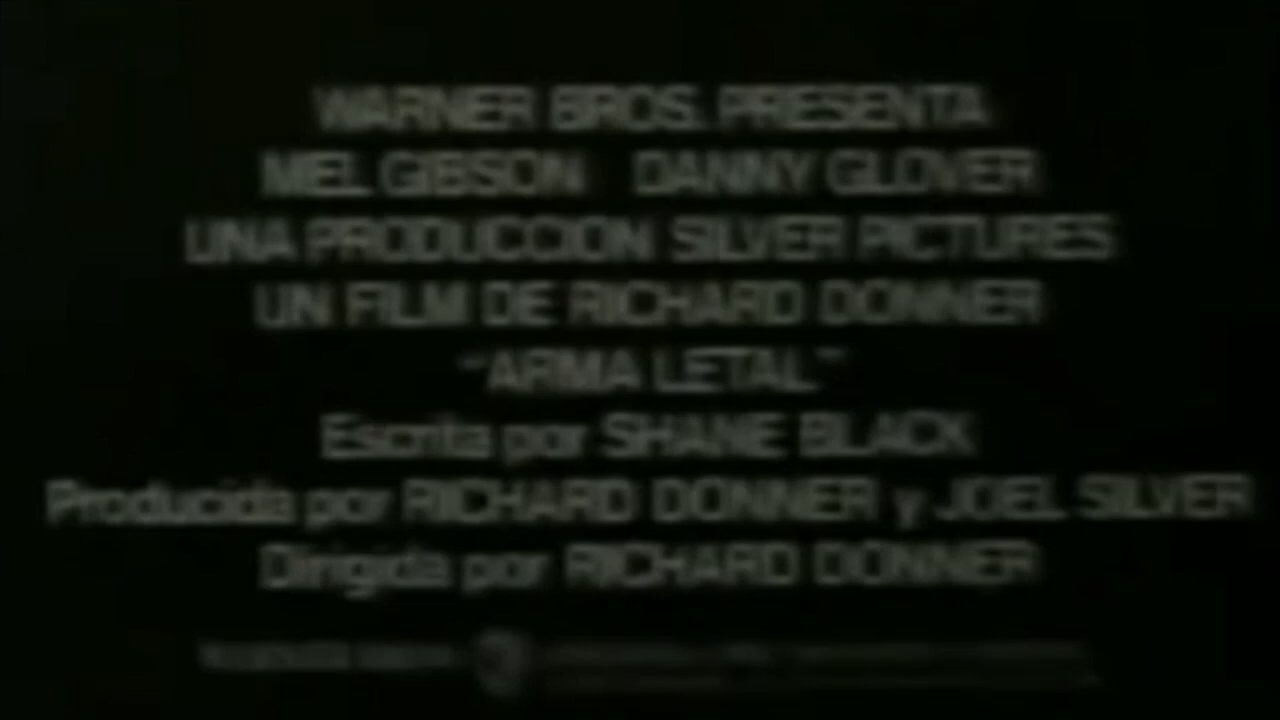 WARNER BROS. PRESENTA
MEL GIBSON DANNY GLOVER
UNA PRODUCCION SILVER PICTURES
UN FILM DE RICHARD DONNER
"ARMA LETAL"
Escrita por SHANE BLACK
Producida por RICHARD DONNER y JOEL SILVER
Dirigida por RICHARD DONNER